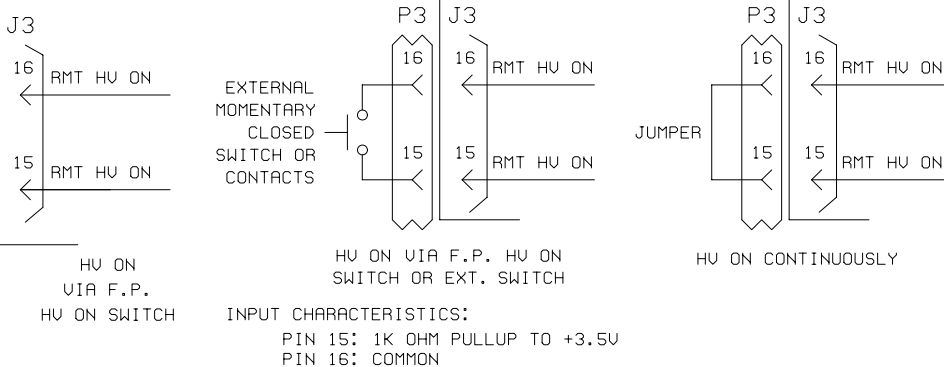 J3
16
RMT HV ON
15
RMT HV ON
HV ON
VIA F.P.
HV ON SWITCH
P3 J3
16 16 RMT HV ON
EXTERNAL
MOMENTARY
CLOSED
SWITCH OR
CONTACTS
15 15 RMT HV ON
HV ON VIA F.P. HV ON
SWITCH OR EXT. SWITCH
P3 J3
16 16 RMT HV ON
JUMPER
15 15 RMT HV ON
HV ON CONTINUOUSLY
INPUT CHARACTERISTICS:
PIN 15: 1K OHM PULLUP TO +3.5V
PIN 16: COMMON